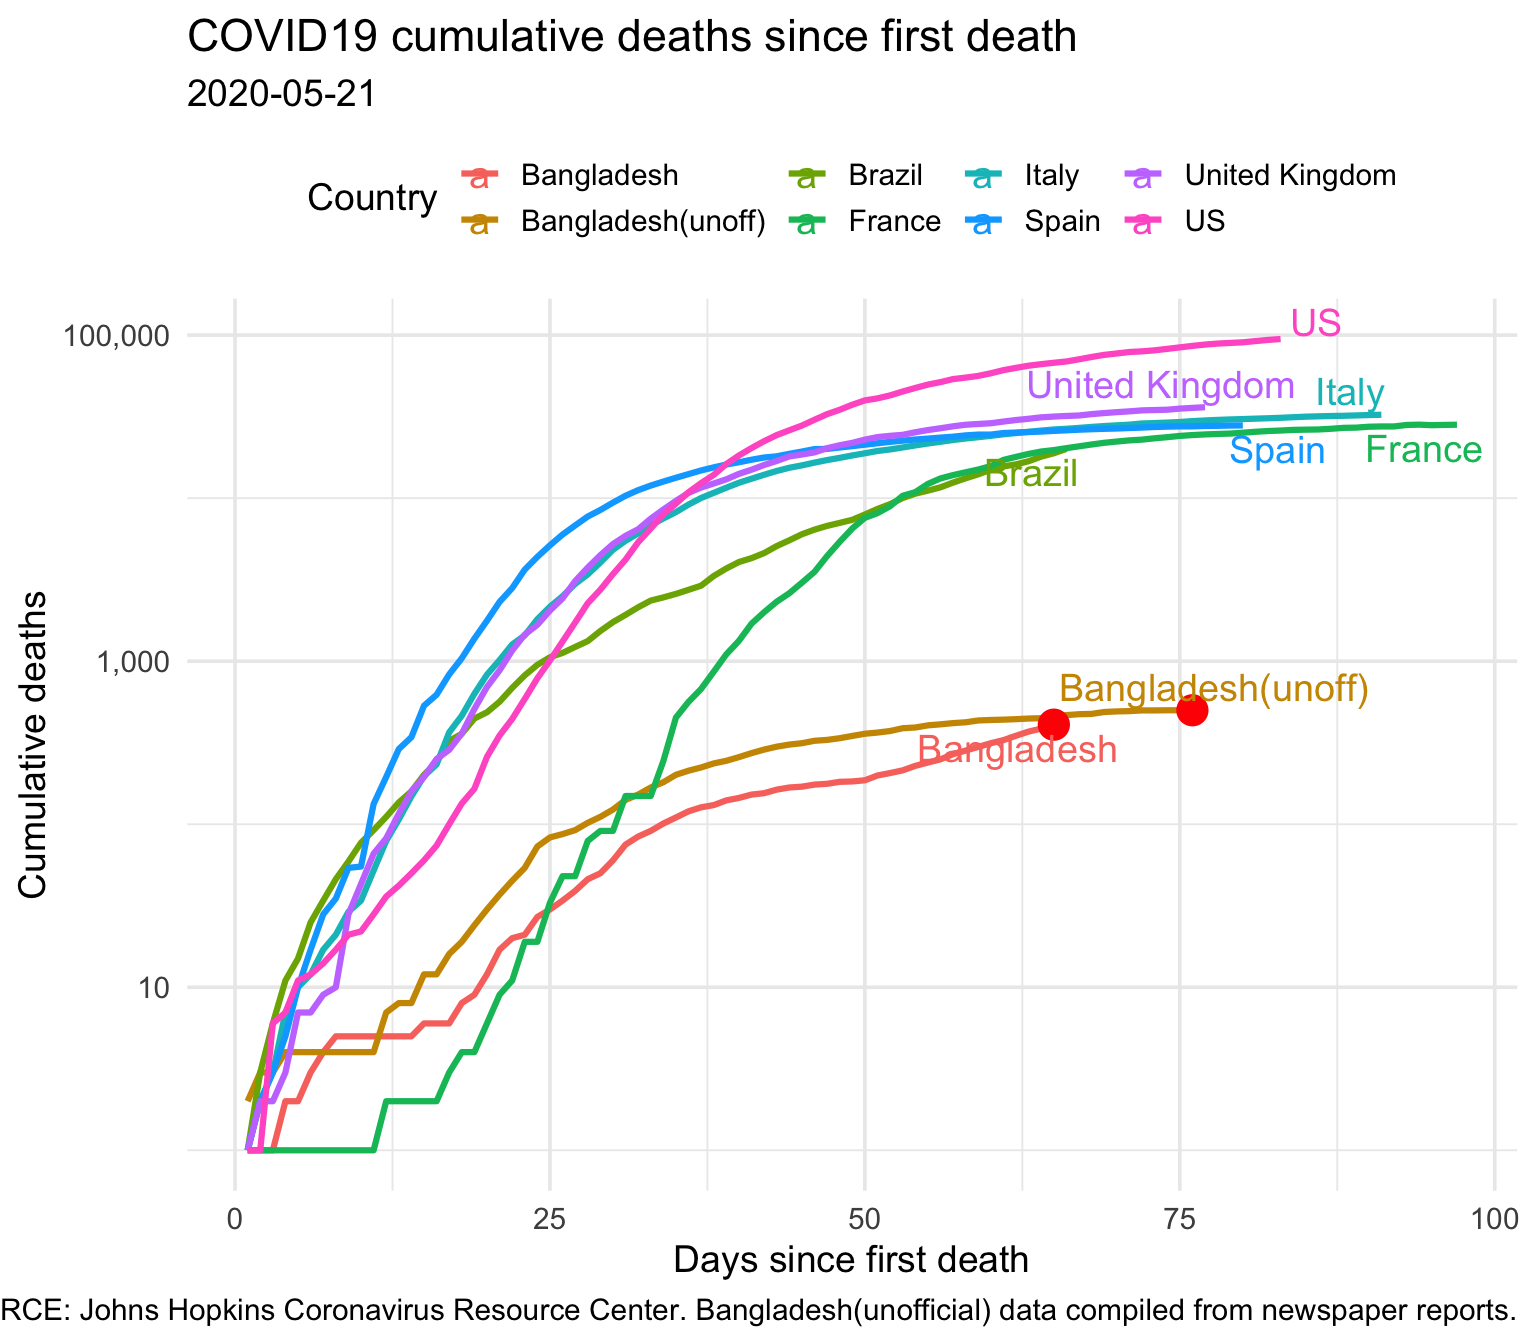 COVID19 cumulative deaths since first death
2020-05-21
Country
a Bangladesh a Brazil a Italy a United Kingdom
a Bangladesh(unoff) a France a Spain a US
100,000
1,000
10
Cumulative deaths
US
United Kingdom
Italy
Spain
France
Brazil
Bangladesh(unoff)
Bangladesh
0 25 50 75 100
Days since first death
RCE: Johns Hopkins Coronavirus Resource Center. Bangladesh(unofficial) data compiled from newspaper reports.